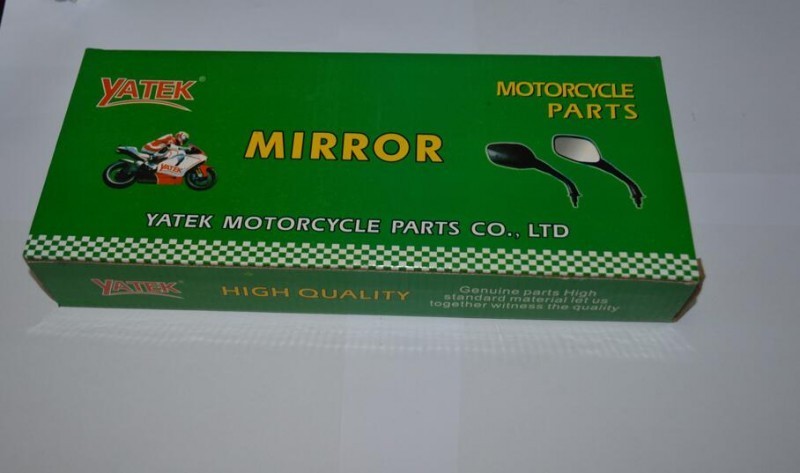 YATEK®
MOTORCYCLE
PARTS
MIRROR
YATEK
YATEK MOTORCYCLE PARTS CO., LTD
YATEK
HIGH QUALITY
Genuine parts High
standard material let us
together witness the quality